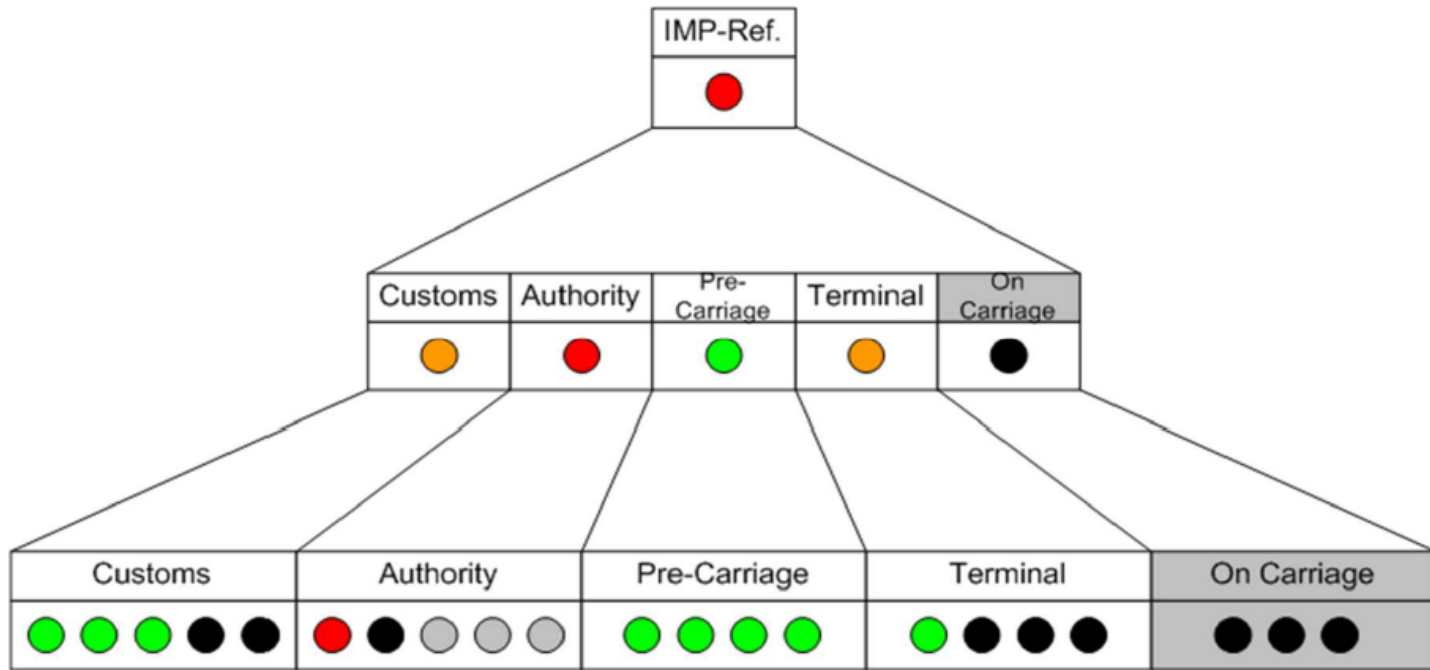 IMP-Ref.
Customs
Authority
Pre-
Carriage
Terminal
On
Carriage
Customs
Authority
Pre-Carriage
Terminal
On Carriage